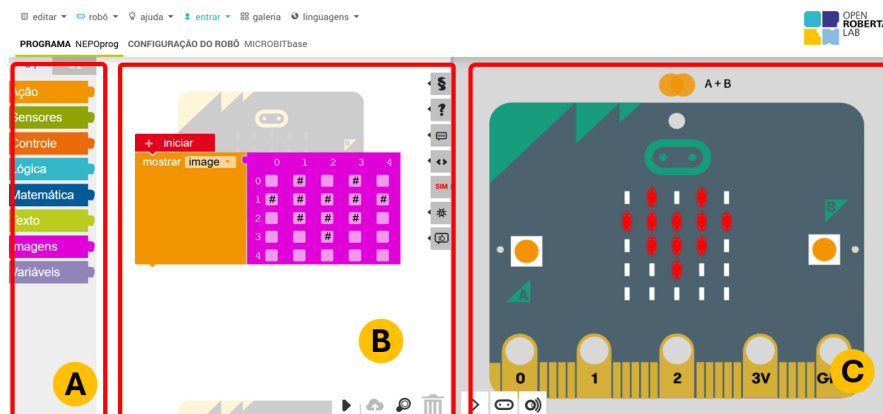 editar robô ajuda entrar galeria linguagens
OPEN
ROBERTA
LAB
PROGRAMA NEPOprog CONFIGURAÇÃO DO ROBÔ MICROBITbase
A + B
Ação
Sensores
Controle
Lógica
Matemática
Texto
Imagens
Variáveis
+ iniciar
mostrar image 0 1 2 3 4
0 # #
1 # # # # #
2 # # #
3 #
4
SIM
A
B
C
A
B
0 1 2 3V